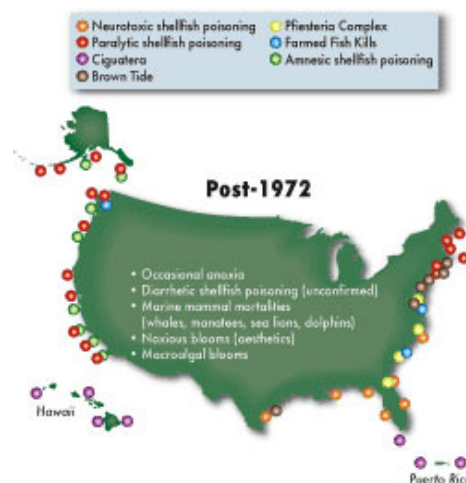 Neurotoxic shellfish poisoning
Paralytic shellfish poisoning
Ciguatera
Brown Tide
Pfiesteria Complex
Farmed Fish Kills
Amnesic shellfish poisoning
Post-1972
• Occasional anoxia
• Diarrhetic shellfish poisoning (unconfirmed)
• Marine mammal mortalities
(whales, manatees, sea lions, dolphins)
• Noxious blooms (aesthetics)
• Macroalgal blooms
Hawaii
Puerto Rico